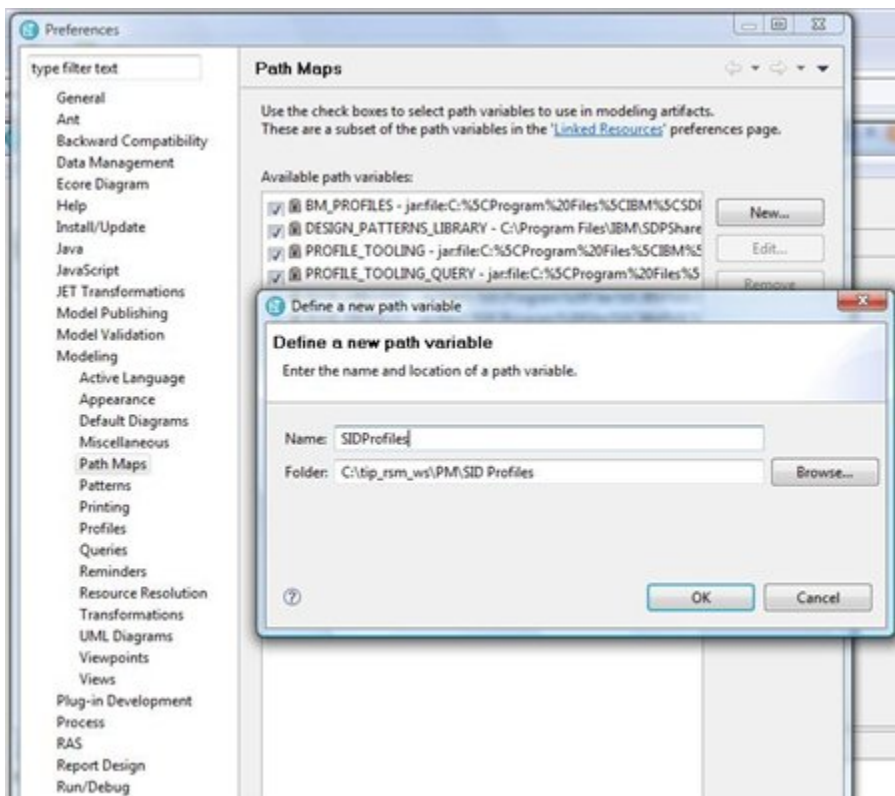 Preferences
type filter text
General
Ant
Backward Compatibility
Data Management
Ecore Diagram
Help
Install/Update
Java
JavaScript
JET Transformations
Model Publishing
Model Validation
Modeling
Active Language
Appearance
Default Diagrams
Miscellaneous
Path Maps
Patterns
Printing
Profiles
Queries
Reminders
Resource Resolution
Transformations
UML Diagrams
Viewpoints
Views
Plug-in Development
Process
RAS
Report Design
Run/Debug
Path Maps
Use the check boxes to select path variables to use in modeling artifacts.
These are a subset of the path variables in the 'Linked Resources' preferences page.
Available path variables:
BM_PROFILES - jar:file:C:%5CProgram%20Files%5CIBM%5CSDI
DESIGN_PATTERNS_LIBRARY - C:\Program Files\IBM\SDPShare
PROFILE_TOOLING - jar:file:C:%5CProgram%20Files%5CIBM%5
PROFILE_TOOLING_QUERY - jar:file:C:%5CProgram%20Files%5
New...
Edit...
Remove
Define a new path variable
Define a new path variable
Enter the name and location of a path variable.
Name: SIDProfiles
Folder: C:\tip_rsm_ws\PM\SID Profiles
Browse...
OK
Cancel